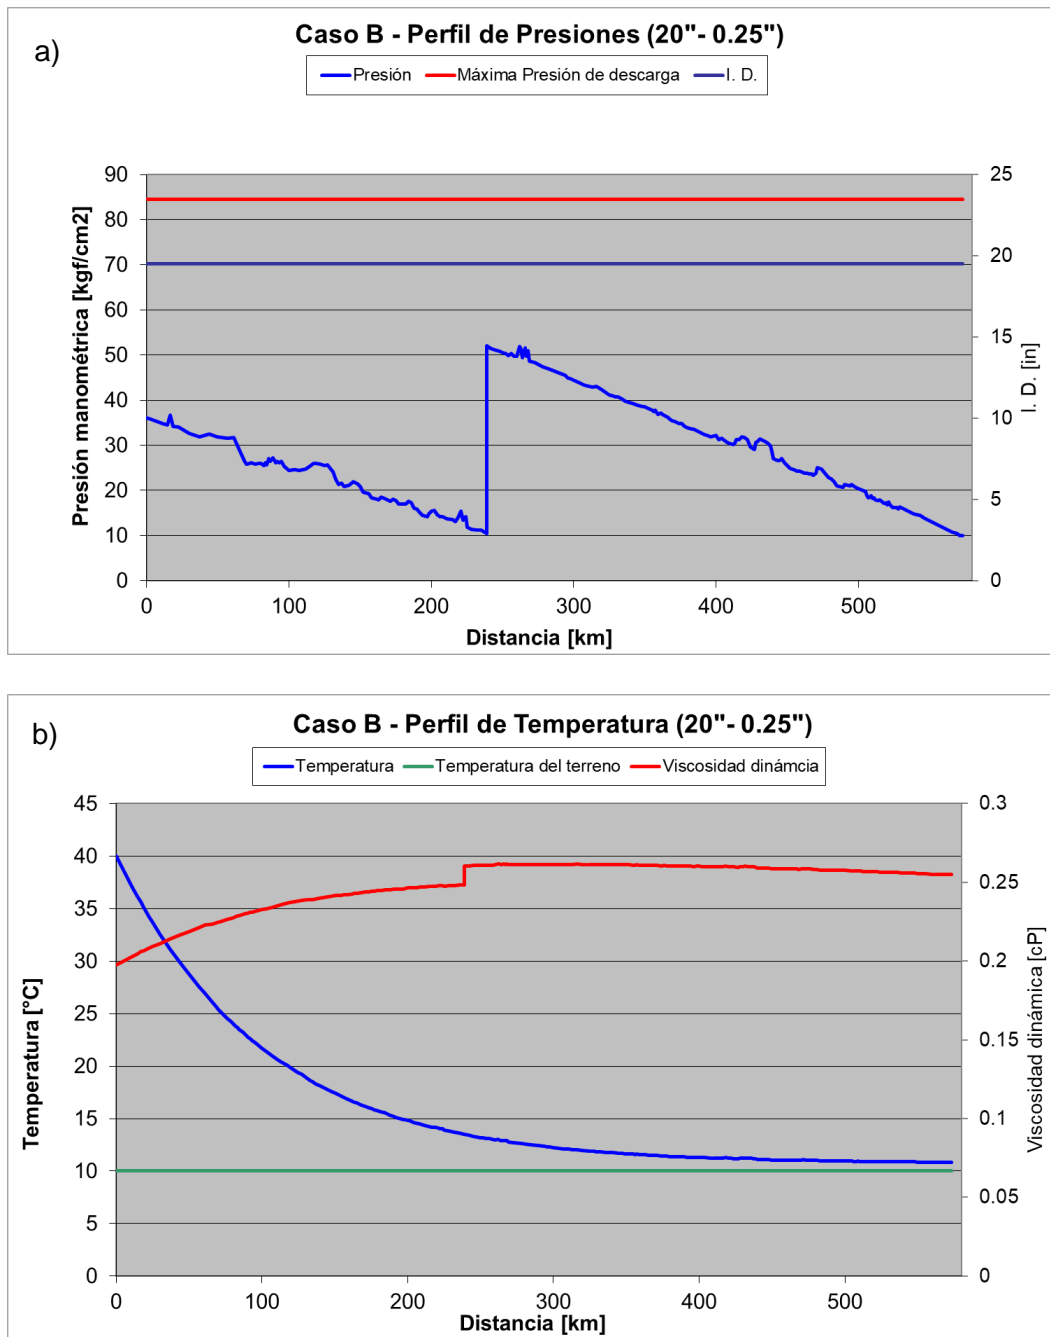 a)
Caso B - Perfil de Presiones (20"- 0.25")
Presión Máxima Presión de descarga I. D.
Presión manométrica [kgf/cm2]
90
80
70
60
50
40
30
20
10
0
25
20
15
10
5
0
I. D. [in]
0 100 200 300 400 500
Distancia [km]
b)
Caso B - Perfil de Temperatura (20"- 0.25")
Temperatura Temperatura del terreno Viscosidad dinámcia
Temperatura [°C]
45
40
35
30
25
20
15
10
5
0
0.3
0.25
0.2
0.15
0.1
0.05
0
Viscosidad dinámica [cP]
0 100 200 300 400 500
Distancia [km]